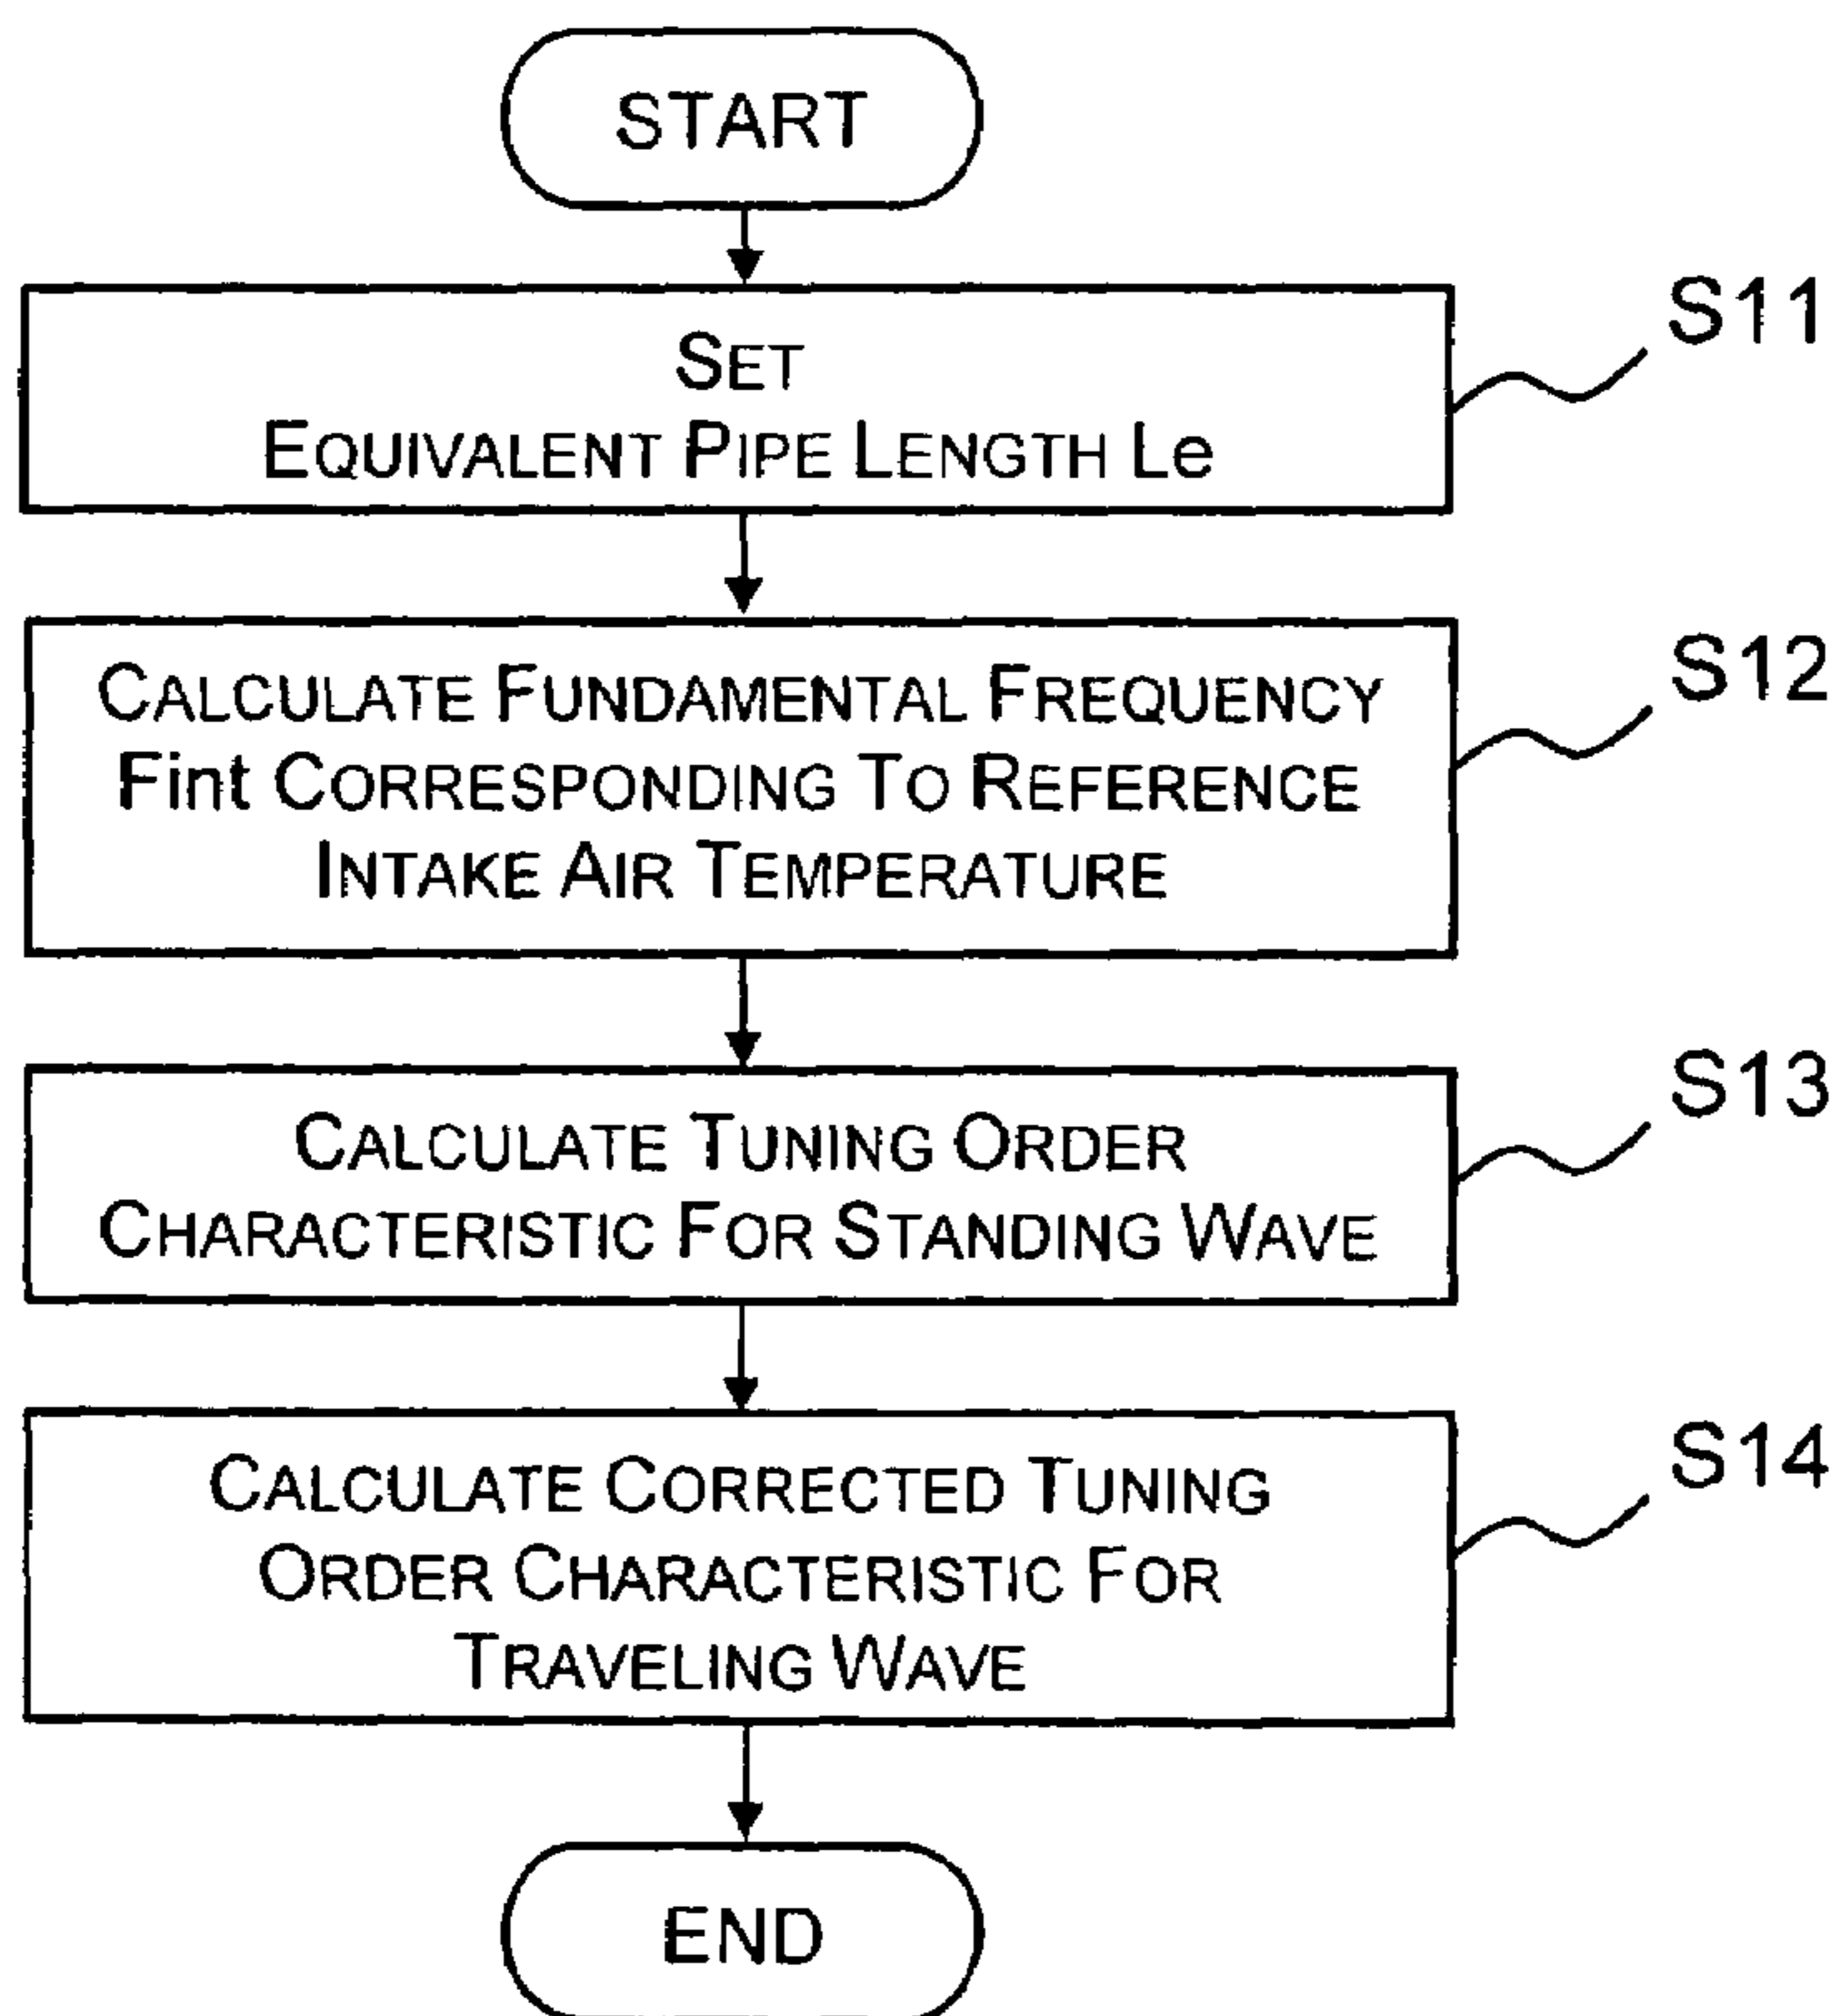 START
S11
SET
EQUIVALENT PIPE LENGTH Le
S12
CALCULATE FUNDAMENTAL FREQUENCY
Fint CORRESPONDING TO REFERENCE
INTAKE AIR TEMPERATURE
S13
CALCULATE TUNING ORDER
CHARACTERISTIC FOR STANDING WAVE
S14
CALCULATE CORRECTED TUNING
ORDER CHARACTERISTIC FOR
TRAVELING WAVE
END